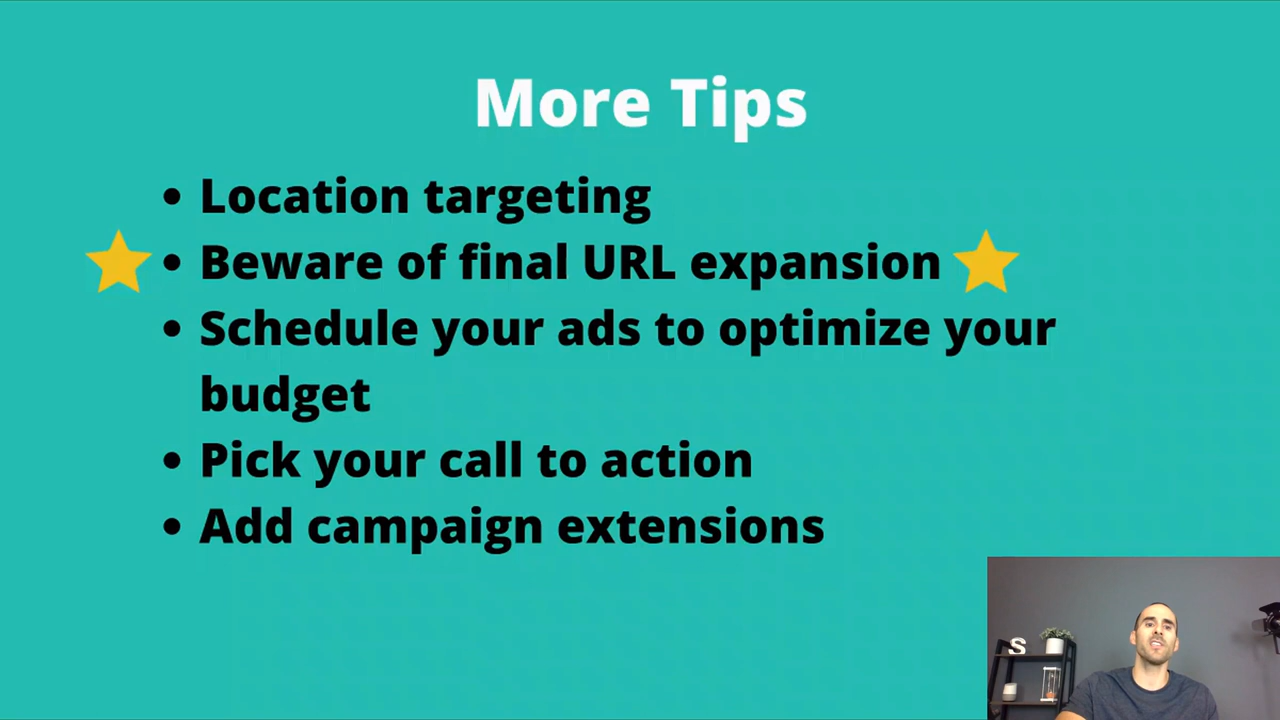 More Tips
• Location targeting
• Beware of final URL expansion
• Schedule your ads to optimize your
budget
• Pick your call to action
• Add campaign extensions
S